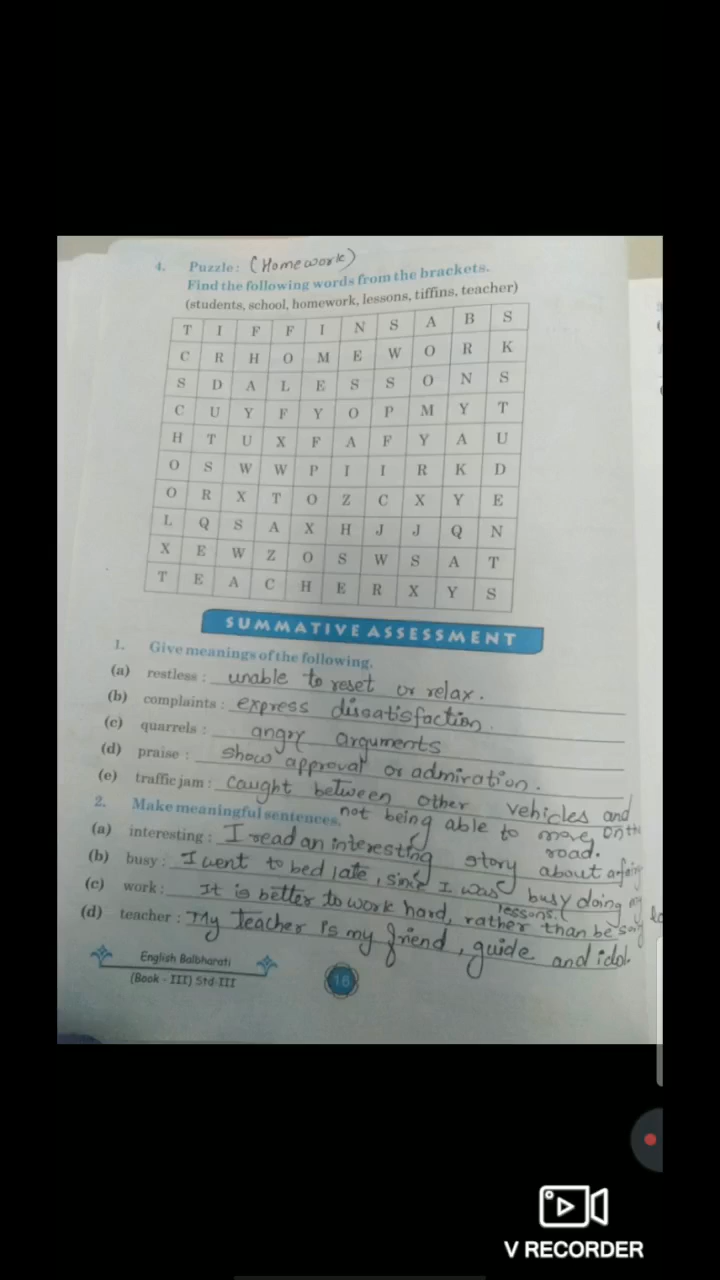 4. Puzzle: (Homework)
Find the following words from the brackets.
(students, school, homework, lessons, tiffins, teacher)
T I F F I N S A B S
C R H O M E W O R K
S D A L E S S O N S
C U Y F Y O P M Y T
H T U X F A F Y A U
O S W W P I I R K D
O R X T O Z C X Y E
L Q S A X H J J Q N
X E W Z O S W S A T
T E A C H E R X Y S
SUMMATIVE ASSESSMENT
1. Give meanings of the following.
(a) restless : unable to reset or relax.
(b) complaints : express dissatisfaction.
(c) quarrels : angry arguments
(d) praise : show approval or admiration.
(e) traffic jam : caught between other vehicles and
not being able to move on the
road.
2. Make meaningful sentences.
(a) interesting : I read an interesting story about a fairy
(b) busy : I went to bed late, since I was busy doing my
lessons.
(c) work : It is better to work hard, rather than be
(d) teacher : My teacher is my friend, guide and idol.
English Balbharati
(Book - III) Std-III
16
V RECORDER